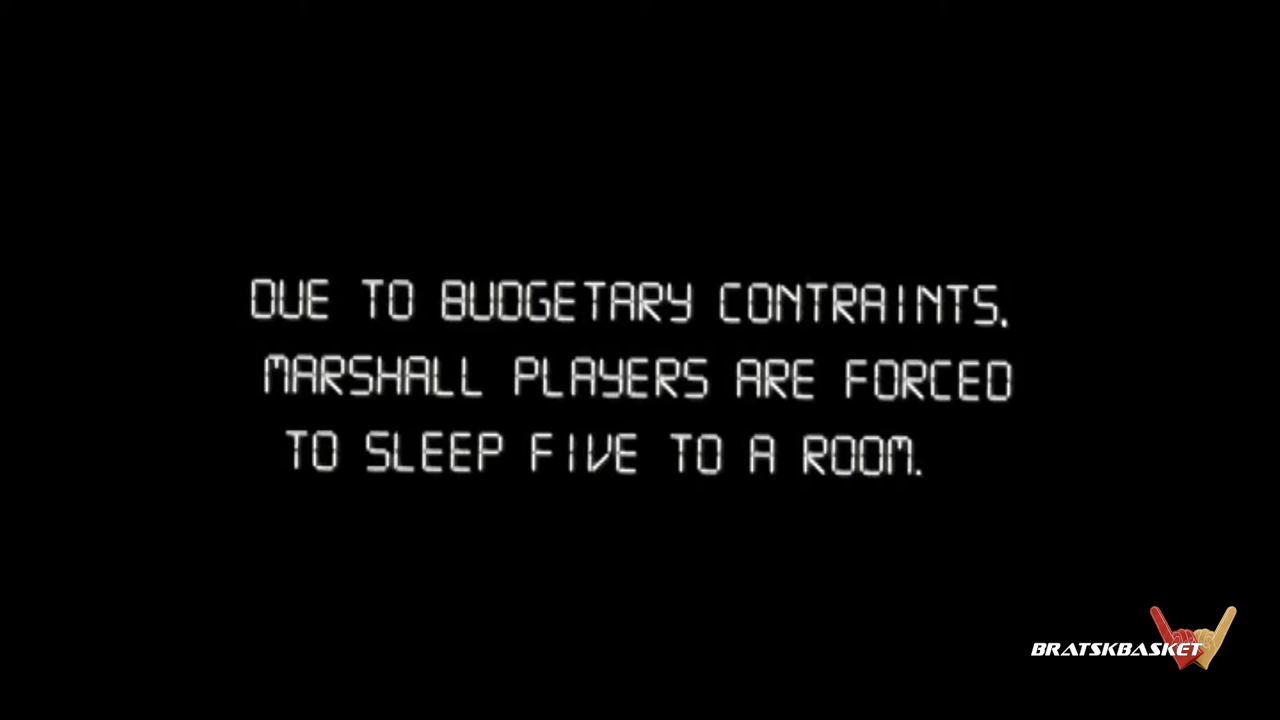 DUE TO BUDGETARY CONTRAINTS.
MARSHALL PLAYERS ARE FORCED
TO SLEEP FIVE TO A ROOM.
BRATSKBASKET